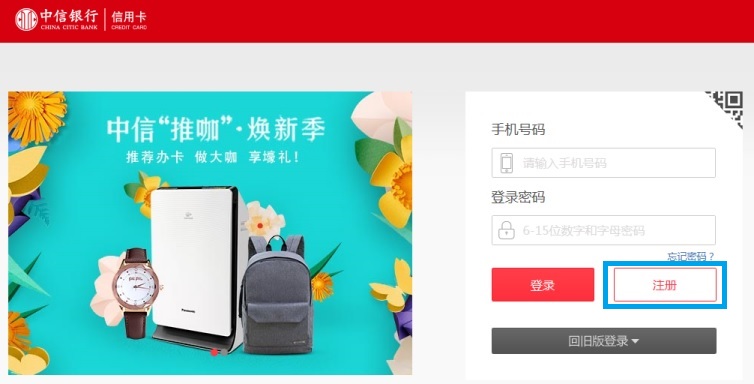 中信银行 信用卡
CHINA CITIC BANK CREDIT CARD
中信“推咖”·焕新季
推荐办卡 做大咖 享壕礼！
Panasonic
手机号码
请输入手机号码
登录密码
6-15位数字和字母密码
忘记密码？
登录 注册
回旧版登录